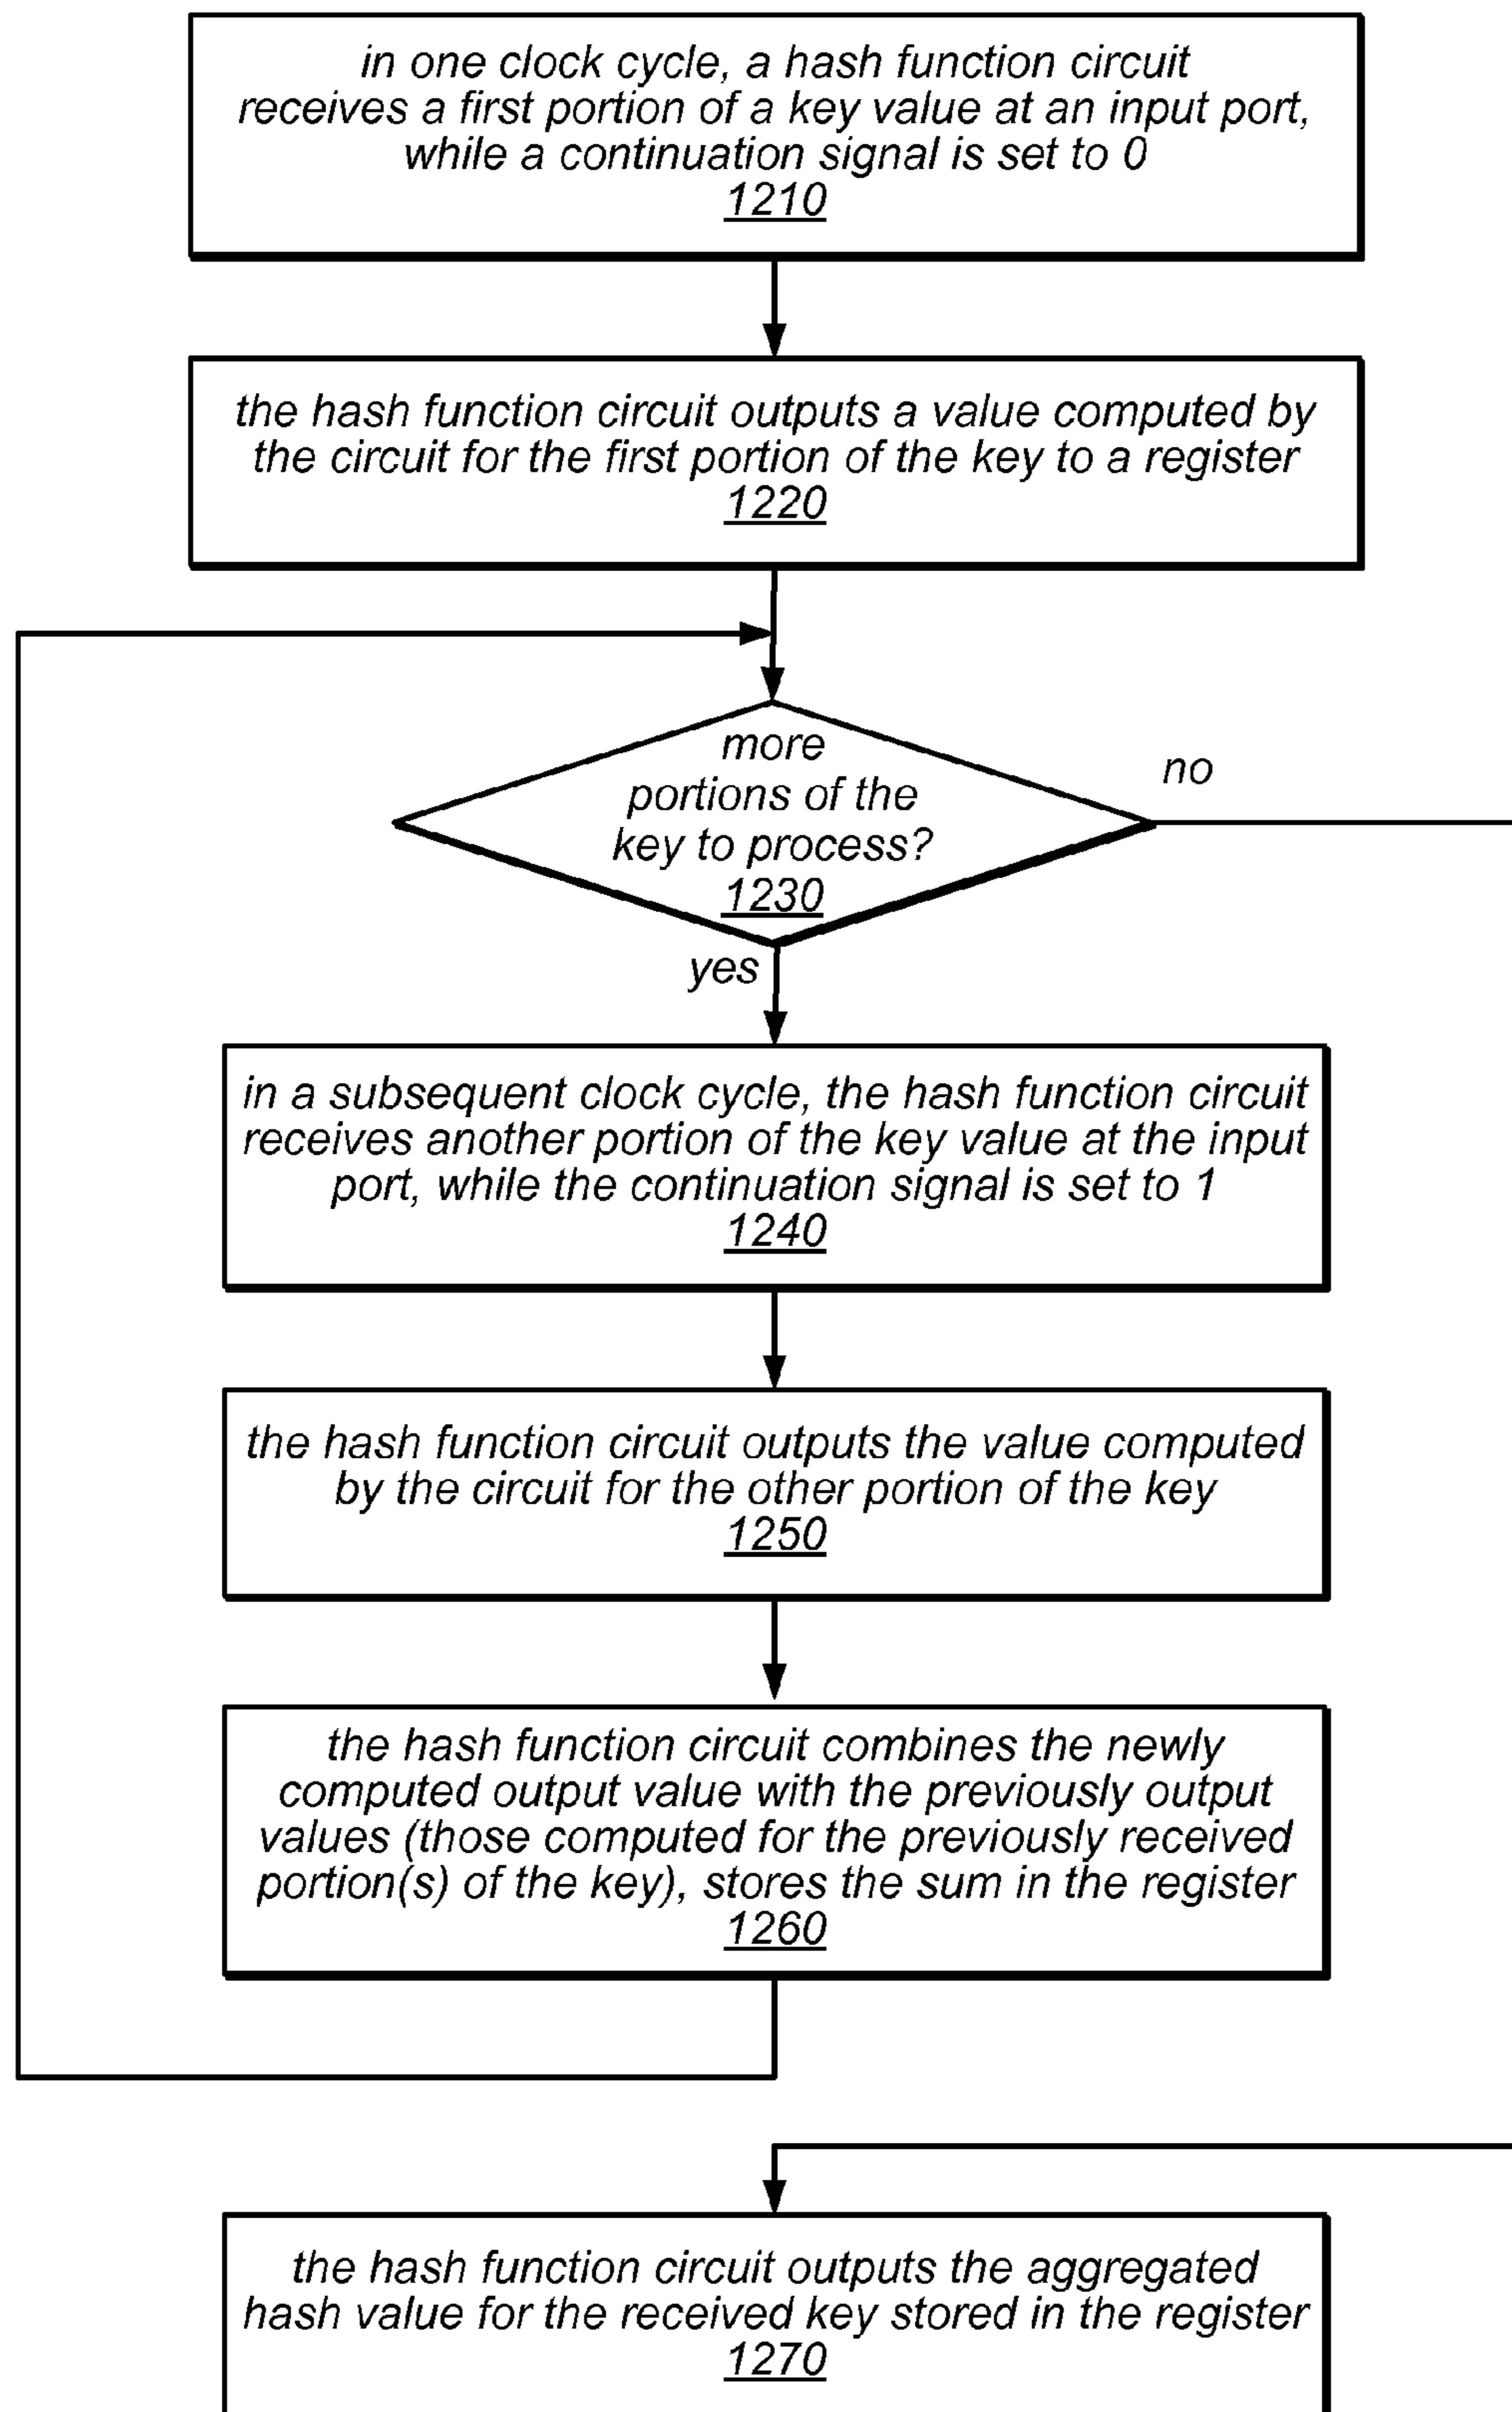 in one clock cycle, a hash function circuit
receives a first portion of a key value at an input port,
while a continuation signal is set to 0
1210
the hash function circuit outputs a value computed by
the circuit for the first portion of the key to a register
1220
more
portions of the
key to process?
1230
no
yes
in a subsequent clock cycle, the hash function circuit
receives another portion of the key value at the input
port, while the continuation signal is set to 1
1240
the hash function circuit outputs the value computed
by the circuit for the other portion of the key
1250
the hash function circuit combines the newly
computed output value with the previously output
values (those computed for the previously received
portion(s) of the key), stores the sum in the register
1260
the hash function circuit outputs the aggregated
hash value for the received key stored in the register
1270